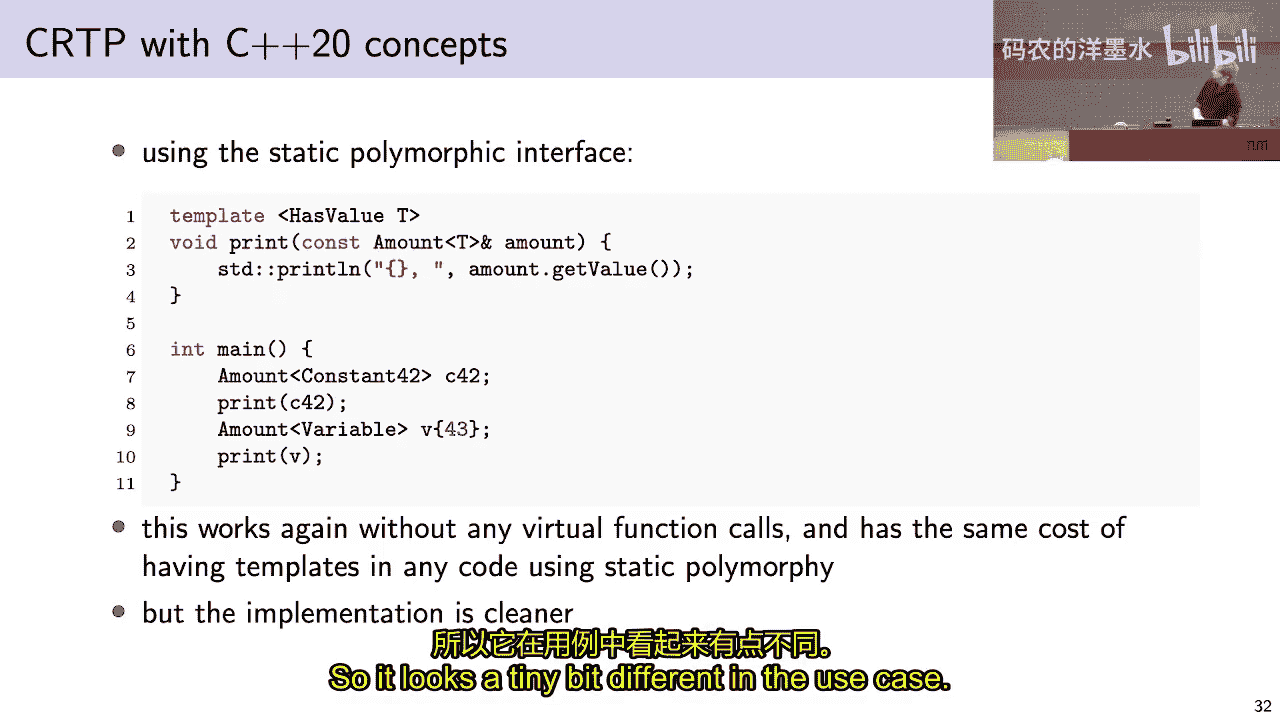 CRTP with C++20 concepts
码农的洋墨水 bilibili
nm
• using the static polymorphic interface:
1 template <HasValue T>
2 void print(const Amount<T>& amount) {
3 std::println("{}, ", amount.getValue());
4 }
5
6 int main() {
7 Amount<Constant42> c42;
8 print(c42);
9 Amount<Variable> v{43};
10 print(v);
11 }
• this works again without any virtual function calls, and has the same cost of
having templates in any code using static polymorphy
• but the implementation is cleaner
所以它在用例中看起来有点不同。
So it looks a tiny bit different in the use case.
32